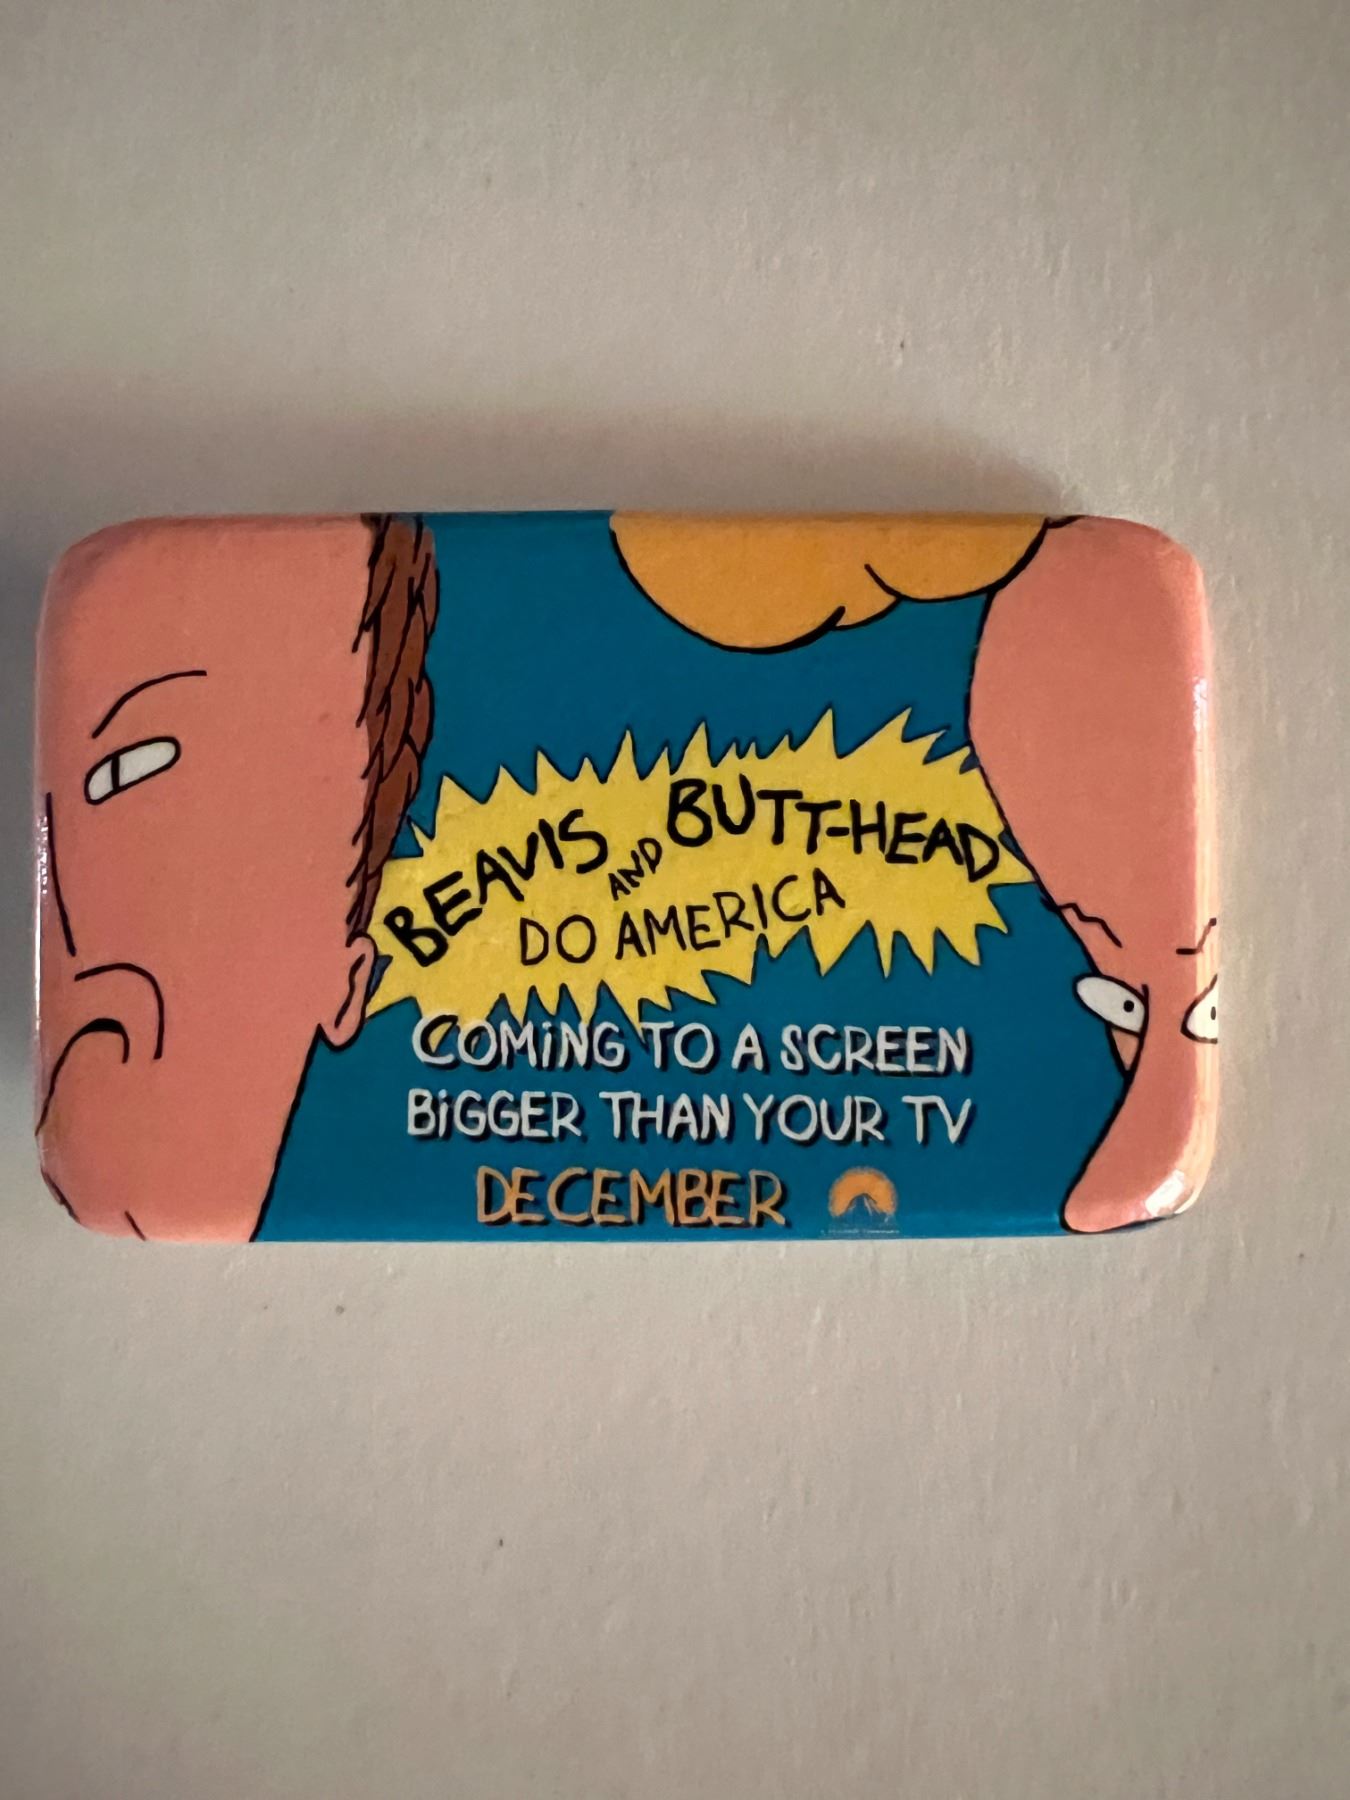 BEAVIS AND BUTT-HEAD
DO AMERICA
COMiNG TO A SCREEN
BiGGER THAN YOUR TV
DECEMBER